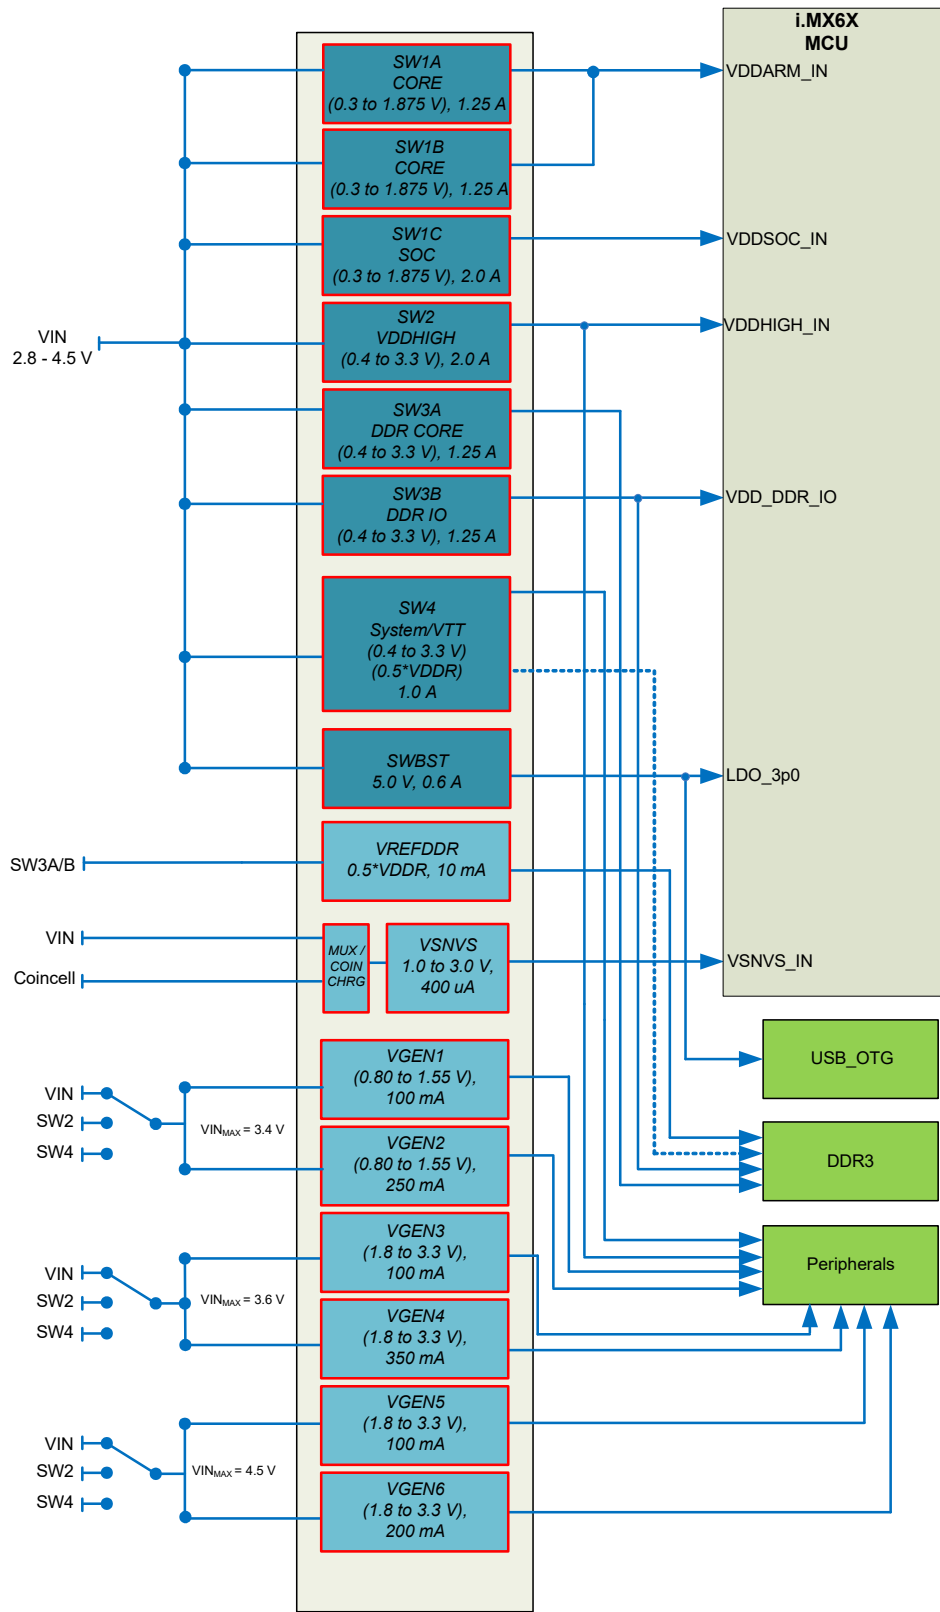 i.MX6X
MCU
SW1A
CORE
(0.3 to 1.875 V), 1.25 A
VDDARM_IN
SW1B
CORE
(0.3 to 1.875 V), 1.25 A
SW1C
SOC
(0.3 to 1.875 V), 2.0 A
VDDSOC_IN
VIN
2.8 - 4.5 V
SW2
VDDHIGH
(0.4 to 3.3 V), 2.0 A
VDDHIGH_IN
SW3A
DDR CORE
(0.4 to 3.3 V), 1.25 A
SW3B
DDR IO
(0.4 to 3.3 V), 1.25 A
VDD_DDR_IO
SW4
System/VTT
(0.4 to 3.3 V)
(0.5*VDDR)
1.0 A
SWBST
5.0 V, 0.6 A
LDO_3p0
SW3A/B
VREFDDR
0.5*VDDR, 10 mA
VIN
Coincell
MUX /
COIN
CHRG
VSNVS
1.0 to 3.0 V,
400 uA
VSNVS_IN
USB_OTG
VIN
SW2
SW4
VINMAX = 3.4 V
VGEN1
(0.80 to 1.55 V),
100 mA
VGEN2
(0.80 to 1.55 V),
250 mA
DDR3
VIN
SW2
SW4
VINMAX = 3.6 V
VGEN3
(1.8 to 3.3 V),
100 mA
VGEN4
(1.8 to 3.3 V),
350 mA
Peripherals
VIN
SW2
SW4
VINMAX = 4.5 V
VGEN5
(1.8 to 3.3 V),
100 mA
VGEN6
(1.8 to 3.3 V),
200 mA